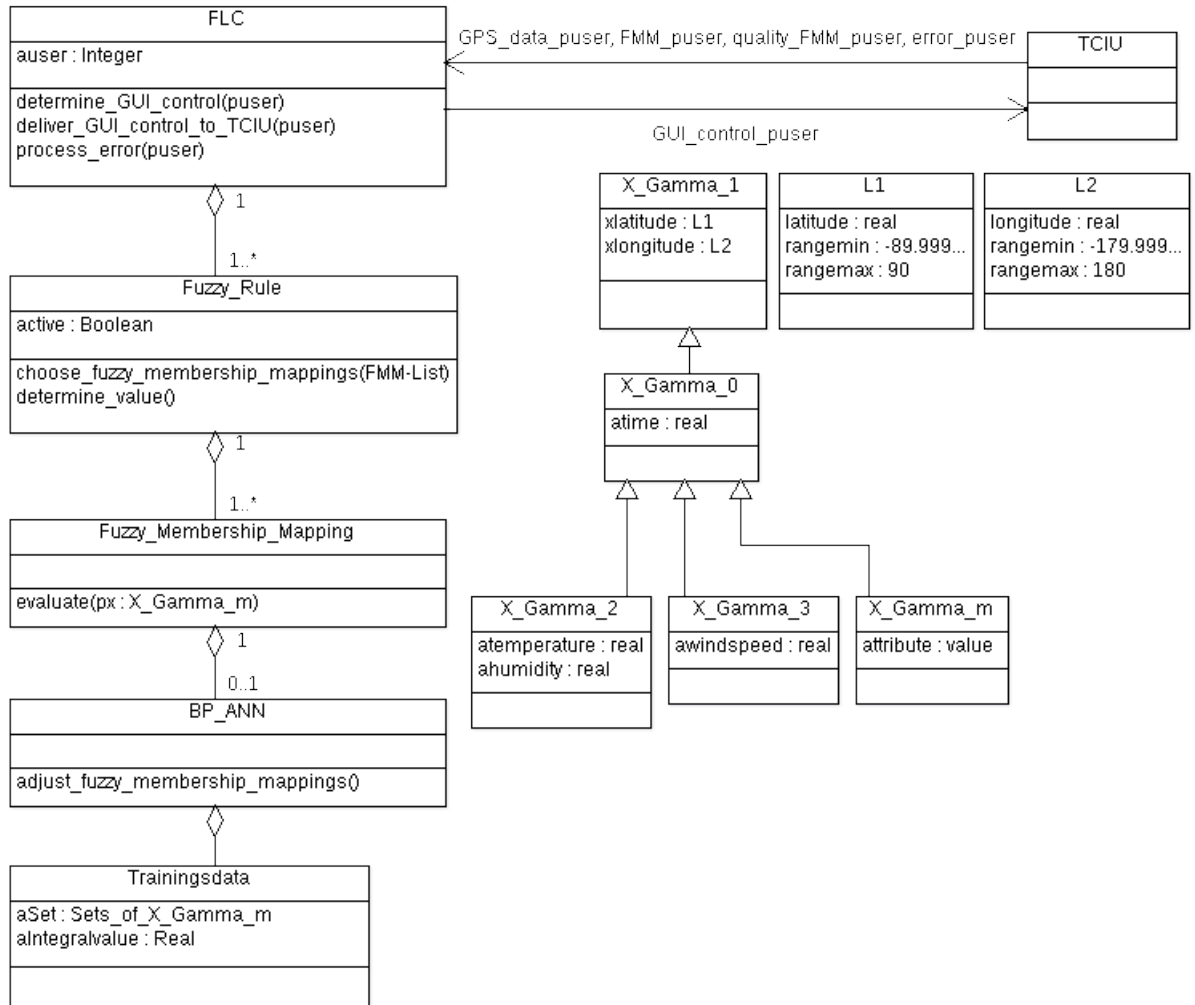 FLC
auser : Integer
determine_GUI_control(puser)
deliver_GUI_control_to_TCIU(puser)
process_error(puser)
GPS_data_puser, FMM_puser, quality_FMM_puser, error_puser
GUI_control_puser
TCIU
1
1..*
Fuzzy_Rule
active : Boolean
choose_fuzzy_membership_mappings(FMM-List)
determine_value()
1
1..*
Fuzzy_Membership_Mapping
evaluate(px : X_Gamma_m)
1
0..1
BP_ANN
adjust_fuzzy_membership_mappings()
Trainingsdata
aSet : Sets_of_X_Gamma_m
aIntegralvalue : Real
X_Gamma_1
xlatitude : L1
xlongitude : L2
L1
latitude : real
rangemin : -89.999...
rangemax : 90
L2
longitude : real
rangemin : -179.999...
rangemax : 180
X_Gamma_0
atime : real
X_Gamma_2
atemperature : real
ahumidity : real
X_Gamma_3
awindspeed : real
X_Gamma_m
attribute : value